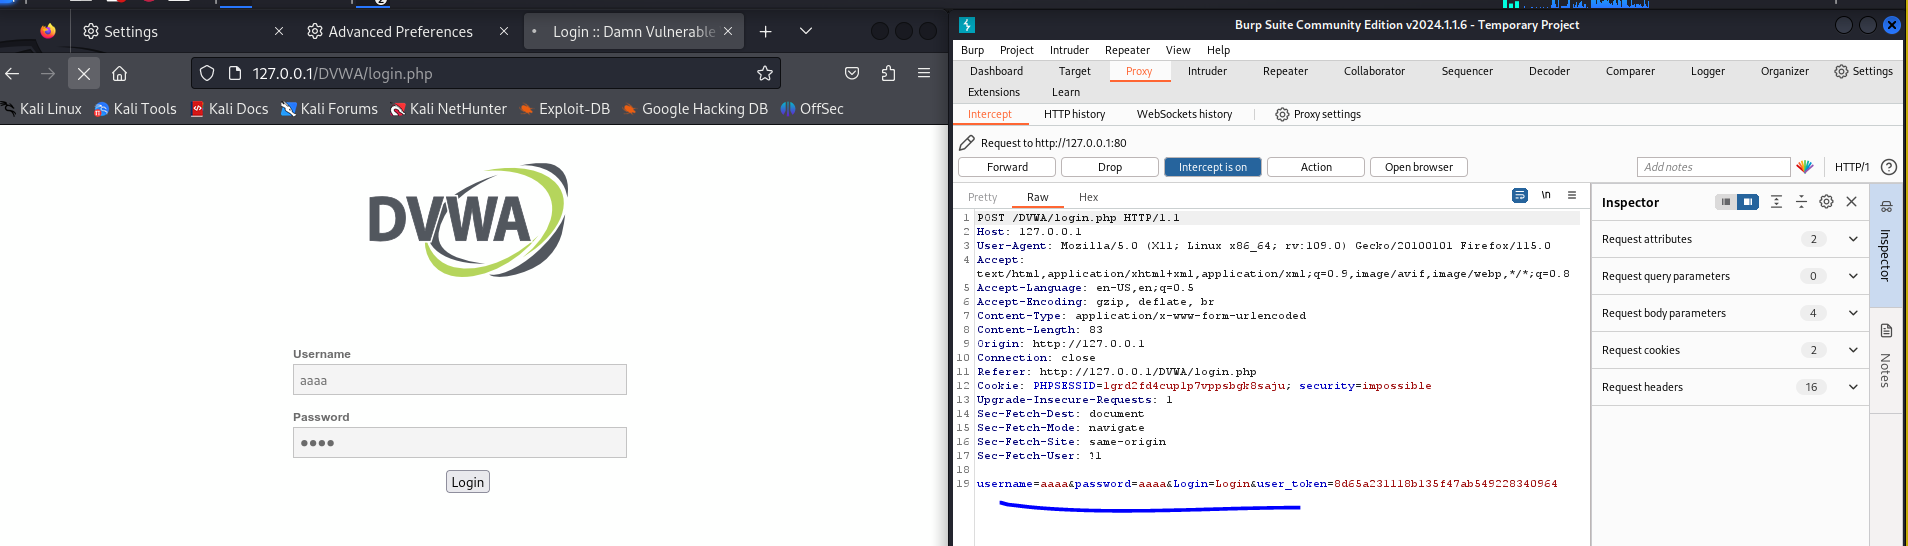 Settings
Advanced Preferences
Login :: Damn Vulnerable
127.0.0.1/DVWA/login.php
Kali Linux
Kali Tools
Kali Docs
Kali Forums
Kali NetHunter
Exploit-DB
Google Hacking DB
OffSec
DVWA
Username
aaaa
Password
Login
Burp Suite Community Edition v2024.1.1.6 - Temporary Project
Burp Project Intruder Repeater View Help
Dashboard Target Proxy Intruder Repeater Collaborator Sequencer Decoder Comparer Logger Organizer Settings
Extensions Learn
Intercept HTTP history WebSockets history Proxy settings
Request to http://127.0.0.1:80
Forward Drop Intercept is on Action Open browser Add notes HTTP/1 ?
Pretty Raw Hex \n
1 POST /DVWA/login.php HTTP/1.1
2 Host: 127.0.0.1
3 User-Agent: Mozilla/5.0 (X11; Linux x86_64; rv:109.0) Gecko/20100101 Firefox/115.0
4 Accept:
text/html,application/xhtml+xml,application/xml;q=0.9,image/avif,image/webp,*/*;q=0.8
5 Accept-Language: en-US,en;q=0.5
6 Accept-Encoding: gzip, deflate, br
7 Content-Type: application/x-www-form-urlencoded
8 Content-Length: 83
9 Origin: http://127.0.0.1
10 Connection: close
11 Referer: http://127.0.0.1/DVWA/login.php
12 Cookie: PHPSESSID=lgrd2fd4cuplp7vppsbgk8saju; security=impossible
13 Upgrade-Insecure-Requests: 1
14 Sec-Fetch-Dest: document
15 Sec-Fetch-Mode: navigate
16 Sec-Fetch-Site: same-origin
17 Sec-Fetch-User: ?1
18
19 username=aaaa&password=aaaa&Login=Login&user_token=8d65a231118b135f47ab549228340964
Inspector
Request attributes 2
Request query parameters 0
Request body parameters 4
Request cookies 2
Request headers 16
Inspector
Notes